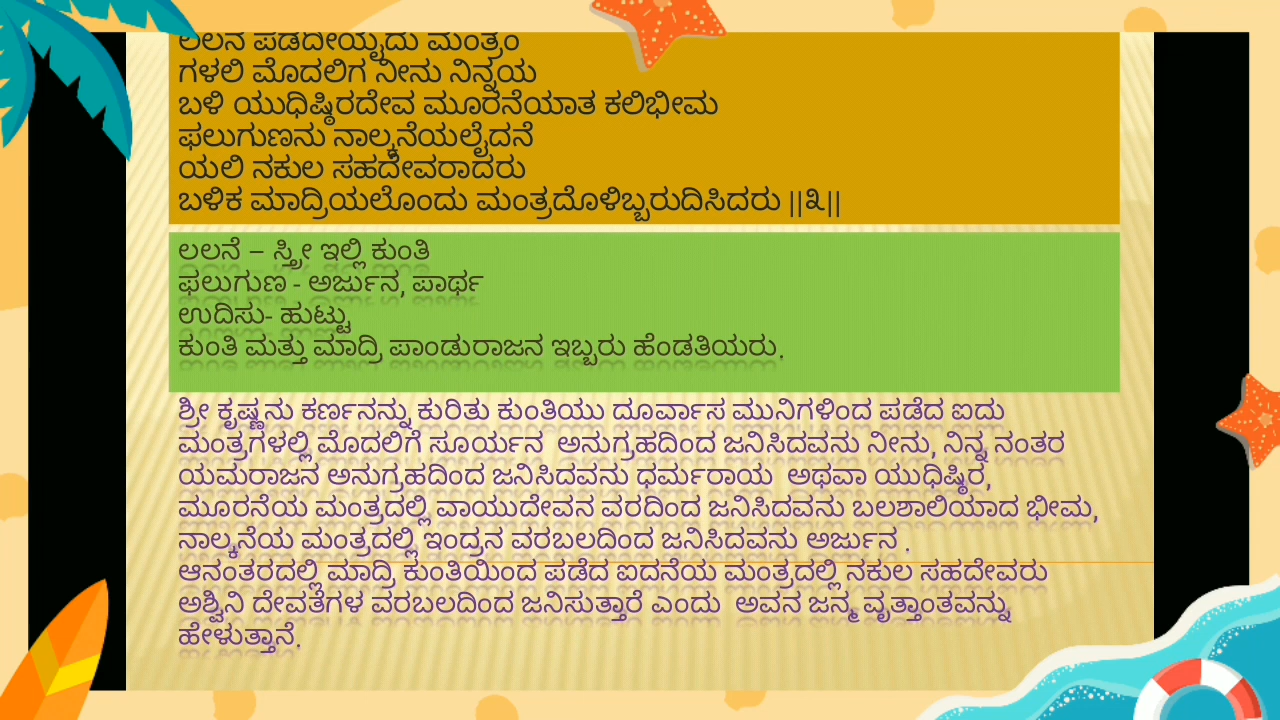 ಲಲನೆ ಪಡೆದೀಯೈದು ಮಂತ್ರಂ
ಗಳಲಿ ಮೊದಲಿಗ ನೀನು ನಿನ್ನಯ
ಬಳಿ ಯುಧಿಷ್ಠಿರದೇವ ಮೂರನೆಯಾತ ಕಲಿಭೀಮ
ಫಲುಗುಣನು ನಾಲ್ಕನೆಯಲೈದನೆ
ಯಲಿ ನಕುಲ ಸಹದೇವರಾದರು
ಬಳಿಕ ಮಾದ್ರಿಯಲೊಂದು ಮಂತ್ರದೊಳಿಬ್ಬರುದಿಸಿದರು ||೩||
ಲಲನೆ – ಸ್ತ್ರೀ ಇಲ್ಲಿ ಕುಂತಿ
ಫಲುಗುಣ - ಅರ್ಜುನ, ಪಾರ್ಥ
ಉದಿಸು- ಹುಟ್ಟು
ಕುಂತಿ ಮತ್ತು ಮಾದ್ರಿ ಪಾಂಡುರಾಜನ ಇಬ್ಬರು ಹೆಂಡತಿಯರು.
ಶ್ರೀ ಕೃಷ್ಣನು ಕರ್ಣನನ್ನು ಕುರಿತು ಕುಂತಿಯು ದೂರ್ವಾಸ ಮುನಿಗಳಿಂದ ಪಡೆದ ಐದು
ಮಂತ್ರಗಳಲ್ಲಿ ಮೊದಲಿಗೆ ಸೂರ್ಯನ ಅನುಗ್ರಹದಿಂದ ಜನಿಸಿದವನು ನೀನು, ನಿನ್ನ ನಂತರ
ಯಮರಾಜನ ಅನುಗ್ರಹದಿಂದ ಜನಿಸಿದವನು ಧರ್ಮರಾಯ ಅಥವಾ ಯುಧಿಷ್ಠಿರ,
ಮೂರನೆಯ ಮಂತ್ರದಲ್ಲಿ ವಾಯುದೇವನ ವರದಿಂದ ಜನಿಸಿದವನು ಬಲಶಾಲಿಯಾದ ಭೀಮ,
ನಾಲ್ಕನೆಯ ಮಂತ್ರದಲ್ಲಿ ಇಂದ್ರನ ವರಬಲದಿಂದ ಜನಿಸಿದವನು ಅರ್ಜುನ .
ಆನಂತರದಲ್ಲಿ ಮಾದ್ರಿ ಕುಂತಿಯಿಂದ ಪಡೆದ ಐದನೆಯ ಮಂತ್ರದಲ್ಲಿ ನಕುಲ ಸಹದೇವರು
ಅಶ್ವಿನಿ ದೇವತೆಗಳ ವರಬಲದಿಂದ ಜನಿಸುತ್ತಾರೆ ಎಂದು ಅವನ ಜನ್ಮ ವೃತ್ತಾಂತವನ್ನು
ಹೇಳುತ್ತಾನೆ.